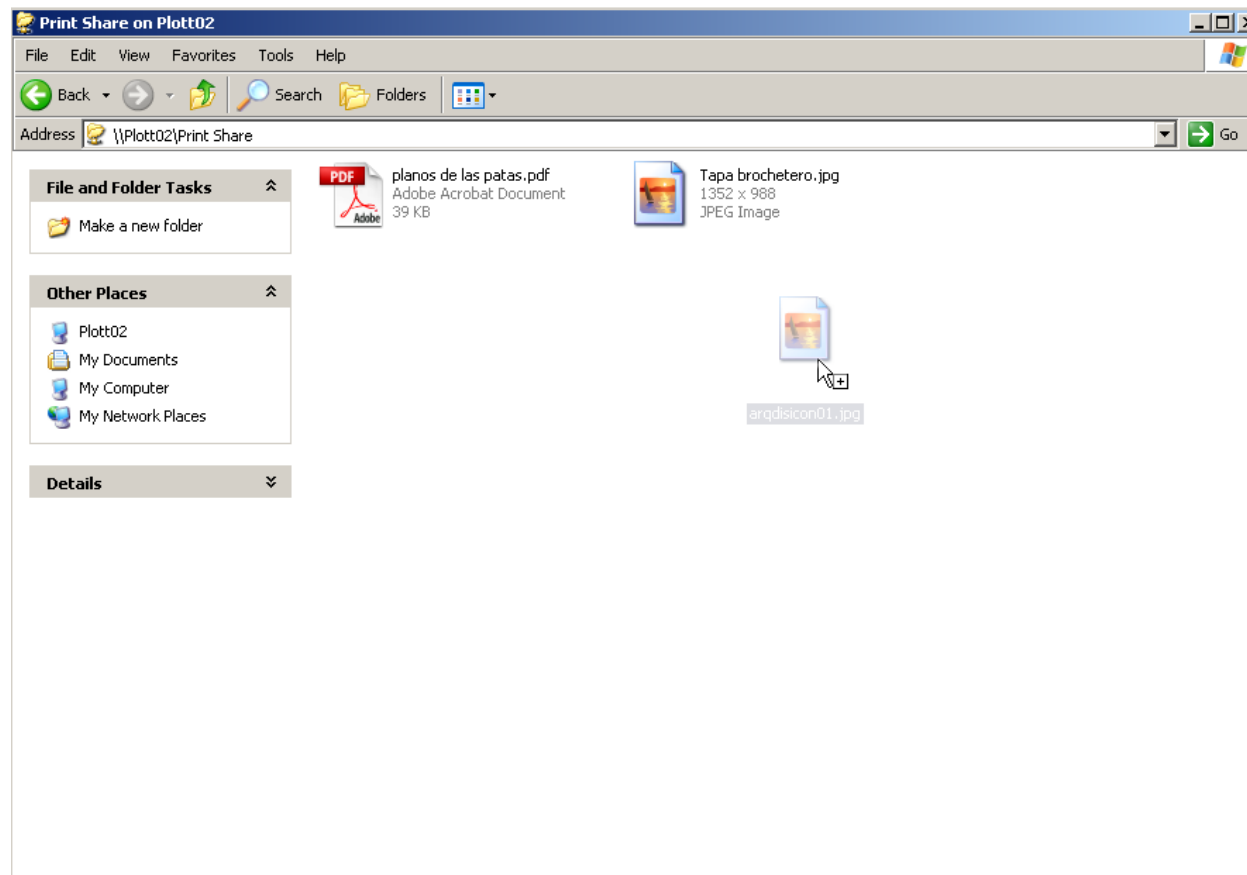 Print Share on Plott02
File Edit View Favorites Tools Help
Back Search Folders
Address \\Plott02\Print Share Go
File and Folder Tasks
Make a new folder
Other Places
Plott02
My Documents
My Computer
My Network Places
Details
PDF
Adobe
planos de las patas.pdf
Adobe Acrobat Document
39 KB
Tapa brochetero.jpg
1352 x 988
JPEG Image
arqdisicon01.jpg